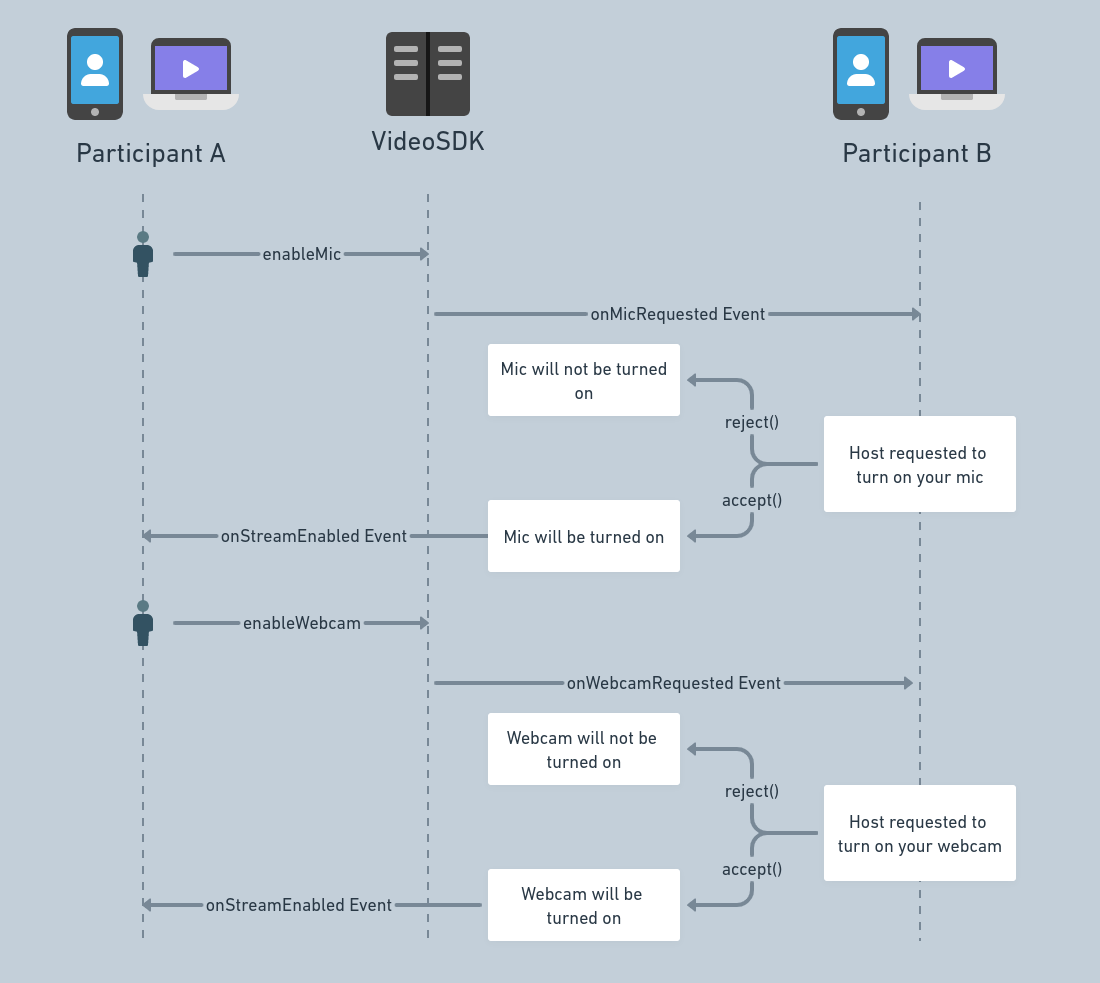 Participant A
VideoSDK
Participant B
enableMic
onMicRequested Event
Mic will not be turned
on
reject()
Host requested to
turn on your mic
accept()
onStreamEnabled Event
Mic will be turned on
enableWebcam
onWebcamRequested Event
Webcam will not be
turned on
reject()
Host requested to
turn on your webcam
accept()
onStreamEnabled Event
Webcam will be
turned on